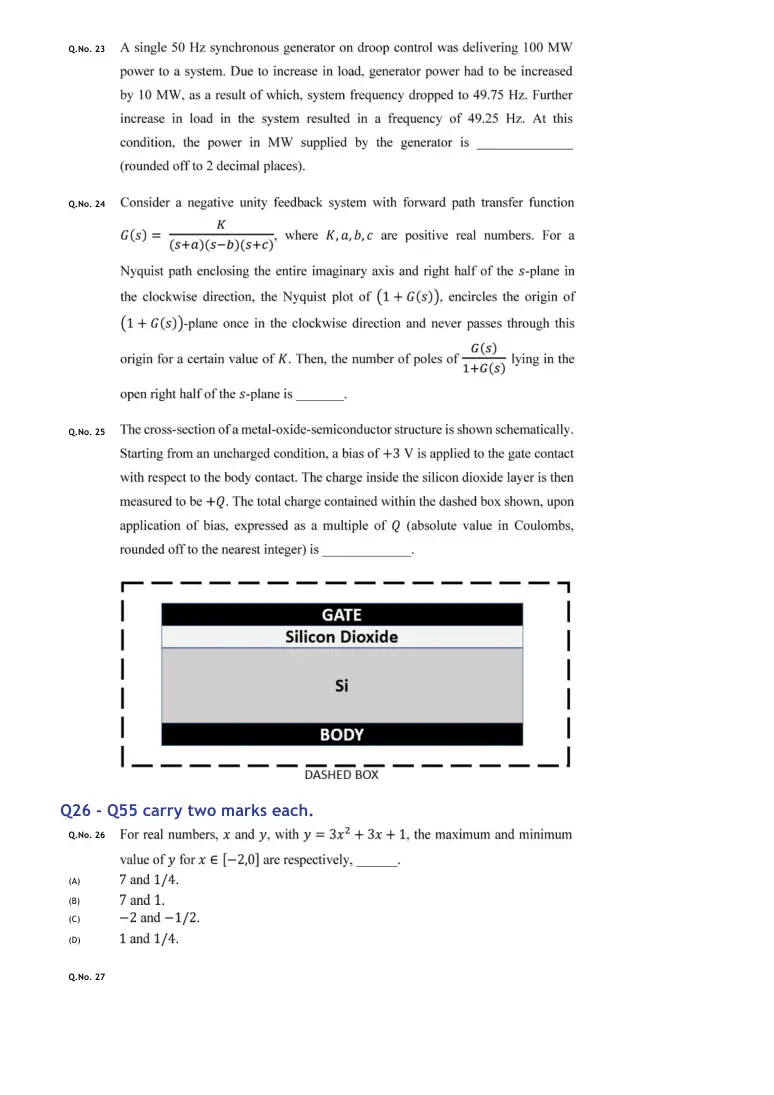 Q.No. 23 A single 50 Hz synchronous generator on droop control was delivering 100 MW
power to a system. Due to increase in load, generator power had to be increased
by 10 MW, as a result of which, system frequency dropped to 49.75 Hz. Further
increase in load in the system resulted in a frequency of 49.25 Hz. At this
condition, the power in MW supplied by the generator is ______________
(rounded off to 2 decimal places).
Q.No. 24 Consider a negative unity feedback system with forward path transfer function
G(s) = K/((s+a)(s−b)(s+c)), where K, a, b, c are positive real numbers. For a
Nyquist path enclosing the entire imaginary axis and right half of the s-plane in
the clockwise direction, the Nyquist plot of (1 + G(s)), encircles the origin of
(1 + G(s))-plane once in the clockwise direction and never passes through this
origin for a certain value of K. Then, the number of poles of G(s)/(1+G(s)) lying in the
open right half of the s-plane is _______.
Q.No. 25 The cross-section of a metal-oxide-semiconductor structure is shown schematically.
Starting from an uncharged condition, a bias of +3 V is applied to the gate contact
with respect to the body contact. The charge inside the silicon dioxide layer is then
measured to be +Q. The total charge contained within the dashed box shown, upon
application of bias, expressed as a multiple of Q (absolute value in Coulombs,
rounded off to the nearest integer) is _____________.
GATE
Silicon Dioxide
Si
BODY
DASHED BOX
Q26 - Q55 carry two marks each.
Q.No. 26 For real numbers, x and y, with y = 3x² + 3x + 1, the maximum and minimum
value of y for x ∈ [−2,0] are respectively, ______.
(A) 7 and 1/4.
(B) 7 and 1.
(C) −2 and −1/2.
(D) 1 and 1/4.
Q.No. 27